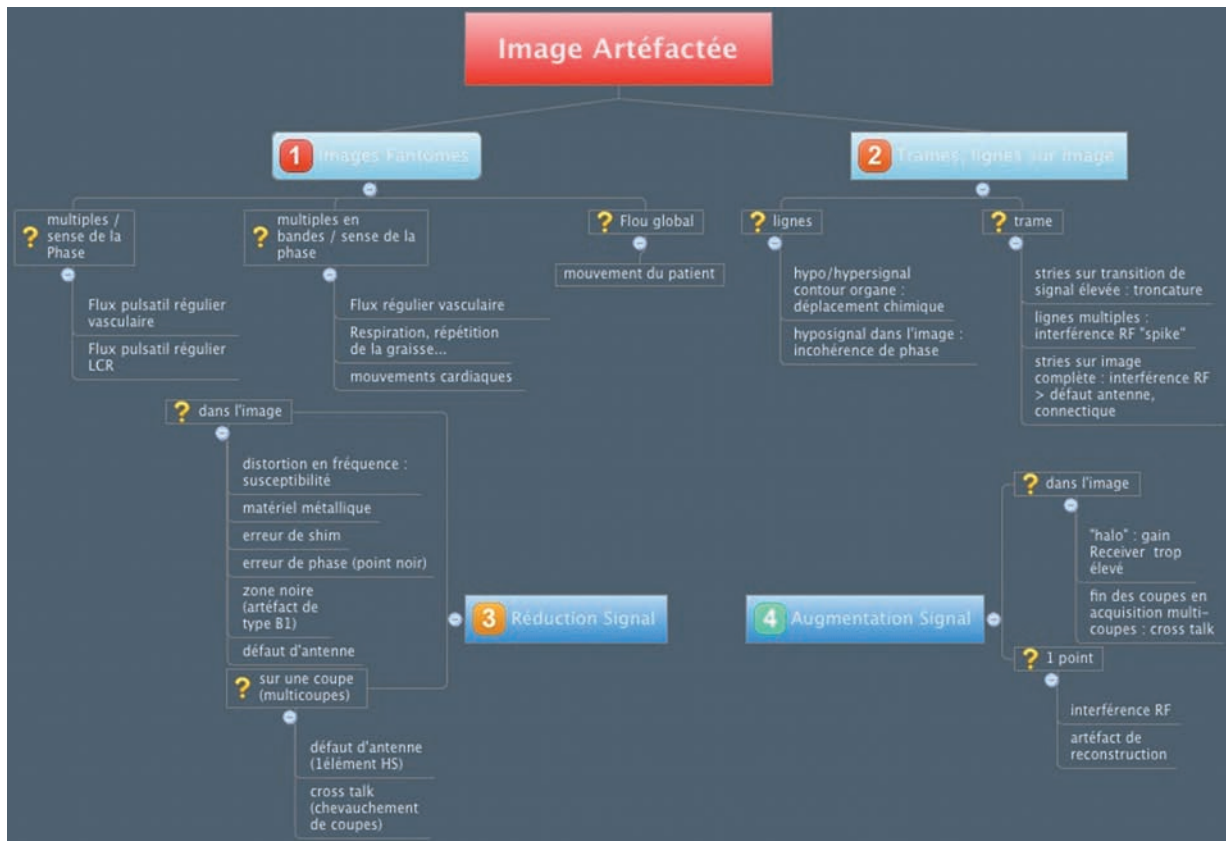 Image Artéfactée
1 Images Fantomes
? multiples /
sense de la
Phase
Flux pulsatil régulier
vasculaire
Flux pulsatil régulier
LCR
? multiples en
bandes / sense de la
phase
Flux régulier vasculaire
Respiration, répétition
de la graisse...
mouvements cardiaques
? Flou global
mouvement du patient
2 Trames, lignes sur image
? lignes
hypo/hypersignal
contour organe :
déplacement chimique
hyposignal dans l'image :
incohérence de phase
? trame
stries sur transition de
signal élevée : troncature
lignes multiples :
interférence RF "spike"
stries sur image
complète : interférence RF
> défaut antenne,
connectique
3 Réduction Signal
? dans l'image
distortion en fréquence :
susceptibilité
matériel métallique
erreur de shim
erreur de phase (point noir)
zone noire
(artéfact de
type B1)
défaut d'antenne
? sur une coupe
(multicoupes)
défaut d'antenne
(1élément HS)
cross talk
(chevauchement
de coupes)
4 Augmentation Signal
? dans l'image
"halo" : gain
Receiver trop
élevé
fin des coupes en
acquisition multi-
coupes : cross talk
? 1 point
interférence RF
artéfact de
reconstruction